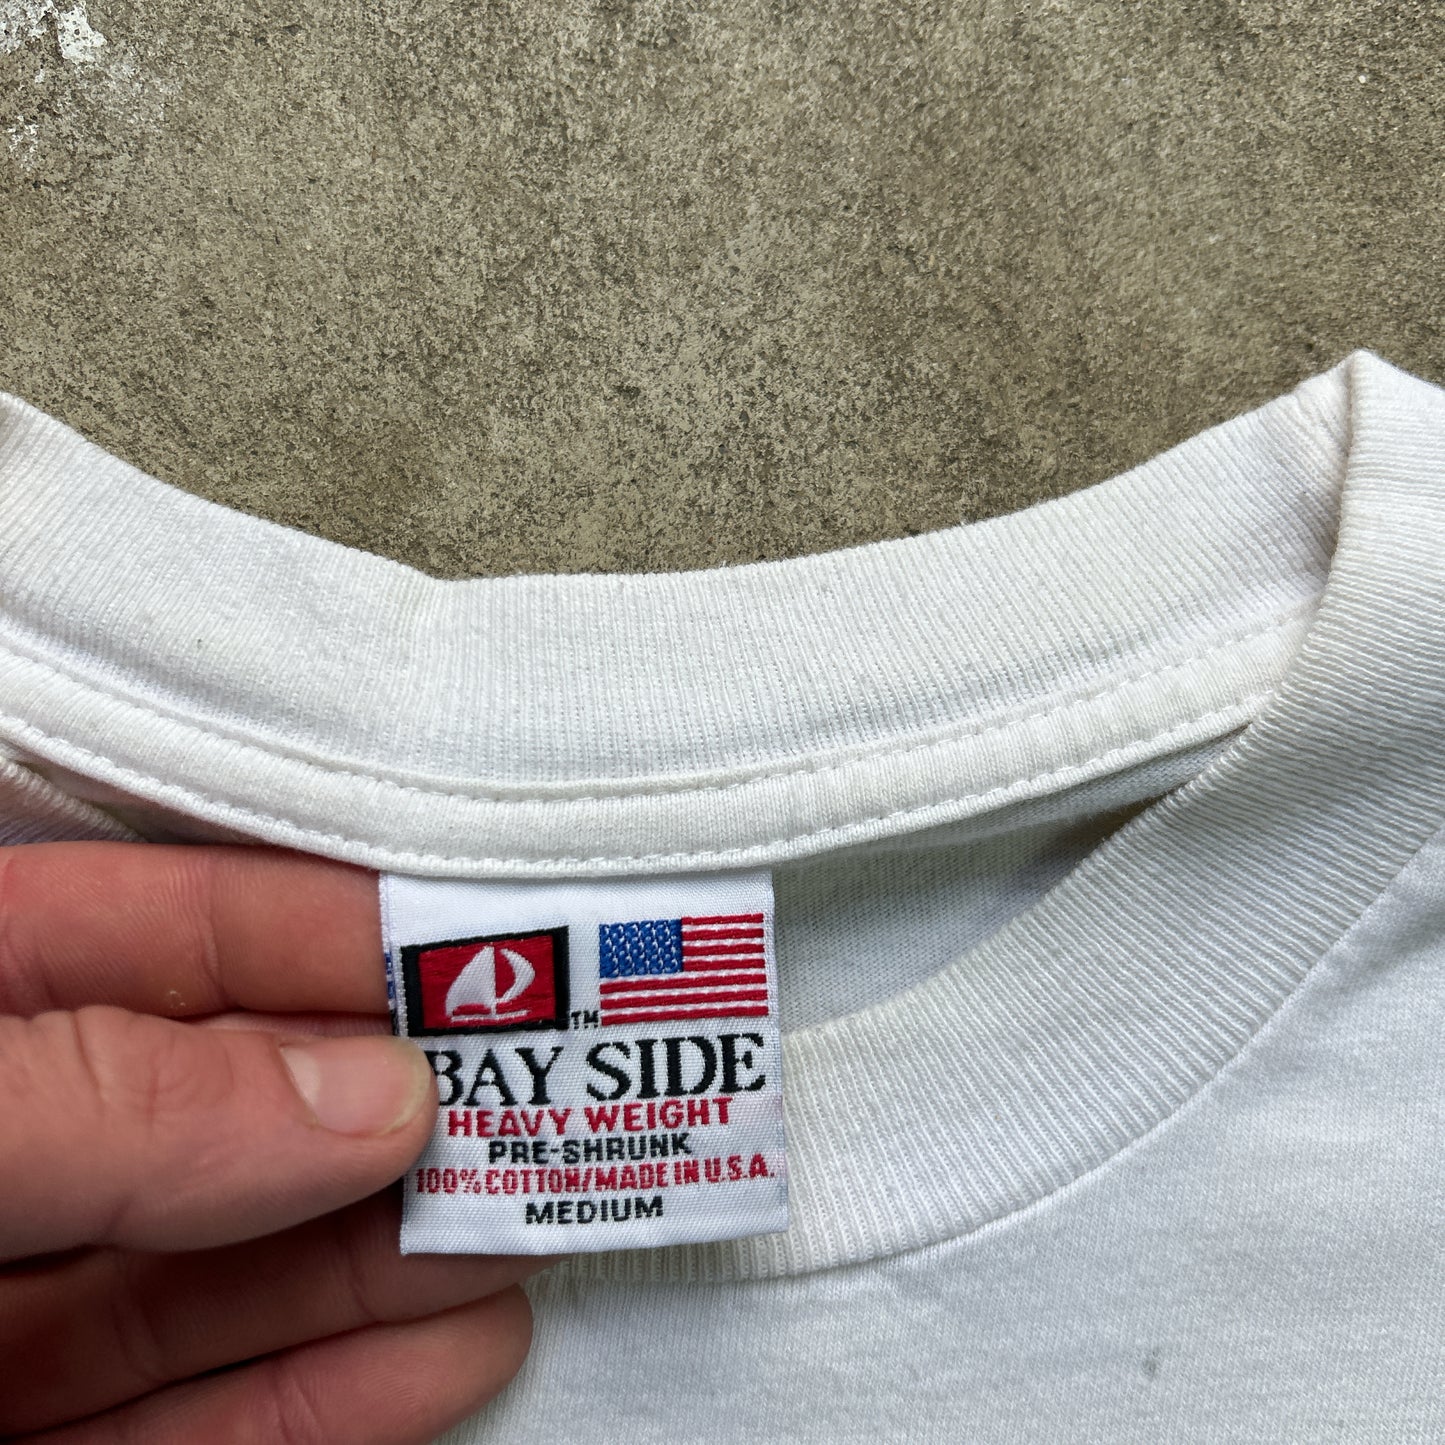 TM
BAY SIDE
HEAVY WEIGHT
PRE-SHRUNK
100% COTTON/MADE IN U.S.A.
MEDIUM